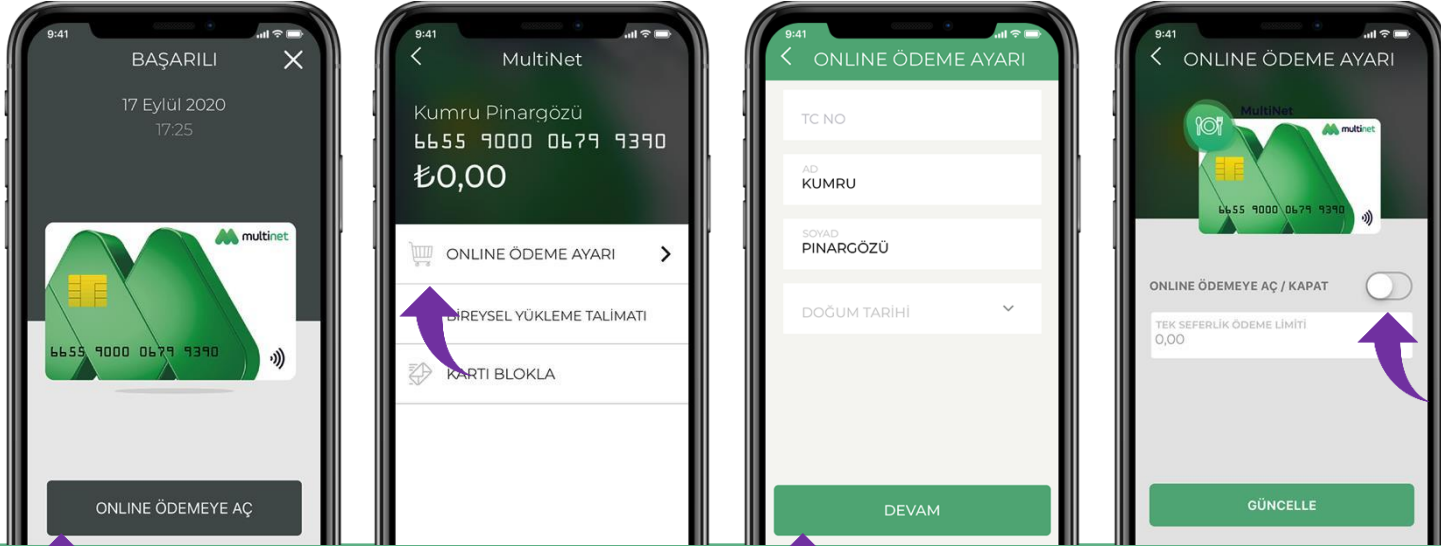 9:41
BAŞARILI
17 Eylül 2020
17:25
multinet
6655 9000 0679 9390
ONLINE ÖDEMEYE AÇ
9:41
MultiNet
Kumru Pinargözü
6655 9000 0679 9390
₺0,00
ONLINE ÖDEME AYARI
BİREYSEL YÜKLEME TALİMATI
KARTI BLOKLA
9:41
ONLINE ÖDEME AYARI
TC NO
AD
KUMRU
SOYAD
PINARGÖZÜ
DOĞUM TARİHİ
DEVAM
9:41
ONLINE ÖDEME AYARI
MultiNet
multinet
6655 9000 0679 9390
ONLINE ÖDEMEYE AÇ / KAPAT
TEK SEFERLİK ÖDEME LİMİTİ
0,00
GÜNCELLE